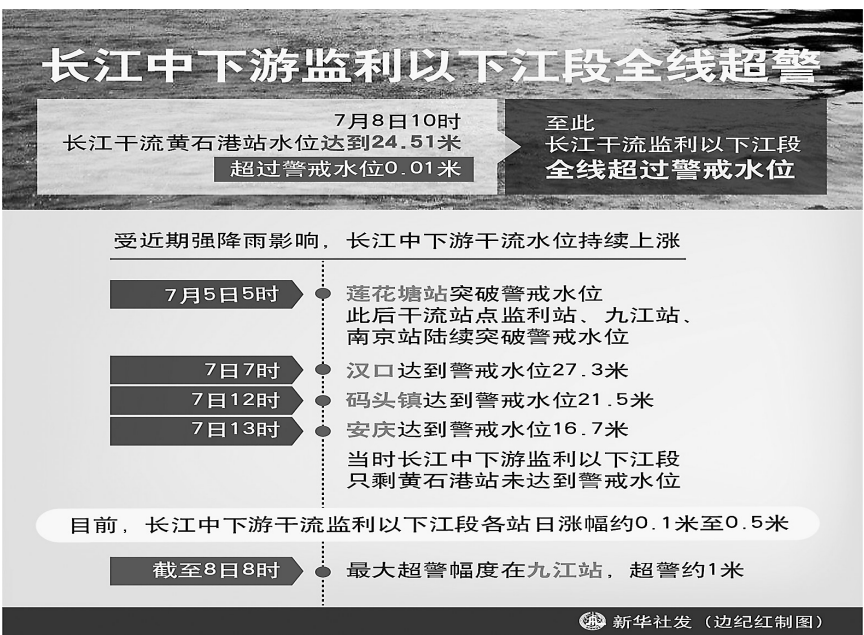 长江中下游监利以下江段全线超警
7月8日10时
长江干流黄石港站水位达到24.51米
超过警戒水位0.01米
至此
长江干流监利以下江段
全线超过警戒水位
受近期强降雨影响，长江中下游干流水位持续上涨
7月5日5时
莲花塘站突破警戒水位
此后干流站点监利站、九江站、
南京站陆续突破警戒水位
7日7时
汉口达到警戒水位27.3米
7日12时
码头镇达到警戒水位21.5米
7日13时
安庆达到警戒水位16.7米
当时长江中下游监利以下江段
只剩黄石港站未达到警戒水位
目前，长江中下游干流监利以下江段各站日涨幅约0.1米至0.5米
截至8日8时
最大超警幅度在九江站，超警约1米
新华社发（边纪红制图）